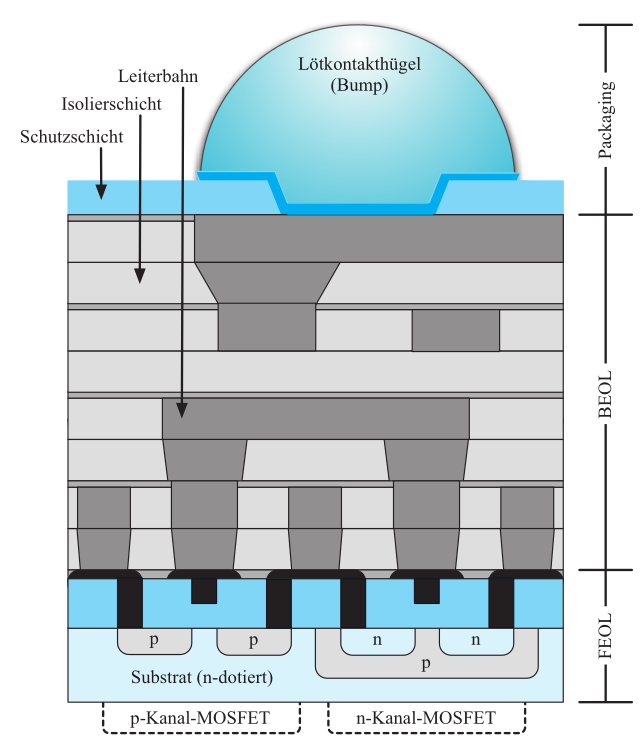 Lötkontakthügel
(Bump)
Leiterbahn
Isolierschicht
Schutzschicht
Packaging
BEOL
FEOL
p
p
n
n
p
Substrat (n-dotiert)
p-Kanal-MOSFET
n-Kanal-MOSFET